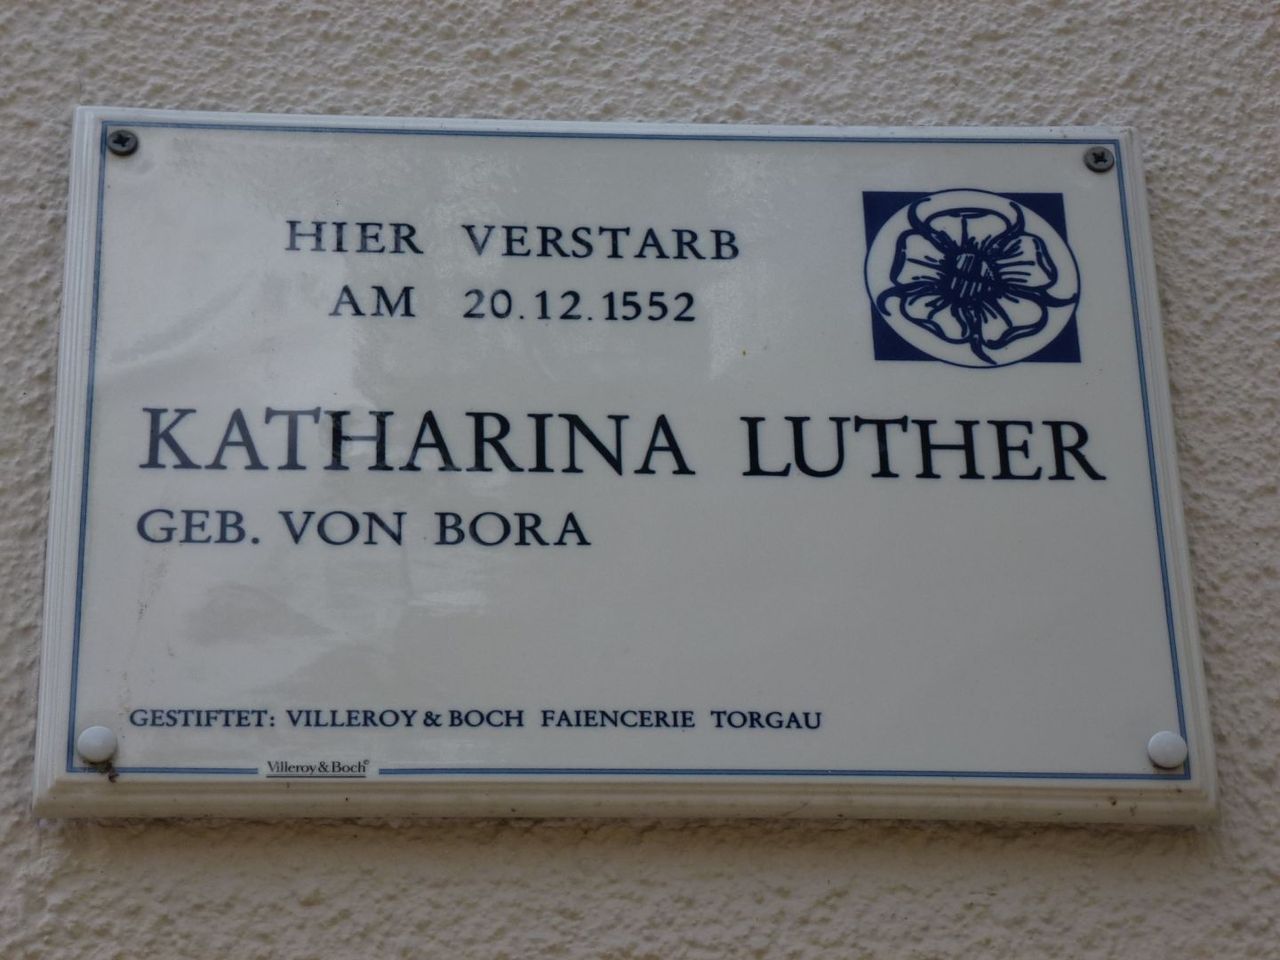 HIER VERSTARB
AM 20.12.1552
KATHARINA LUTHER
GEB. VON BORA
GESTIFTET: VILLEROY & BOCH FAIENCERIE TORGAU
Villeroy & Boch©